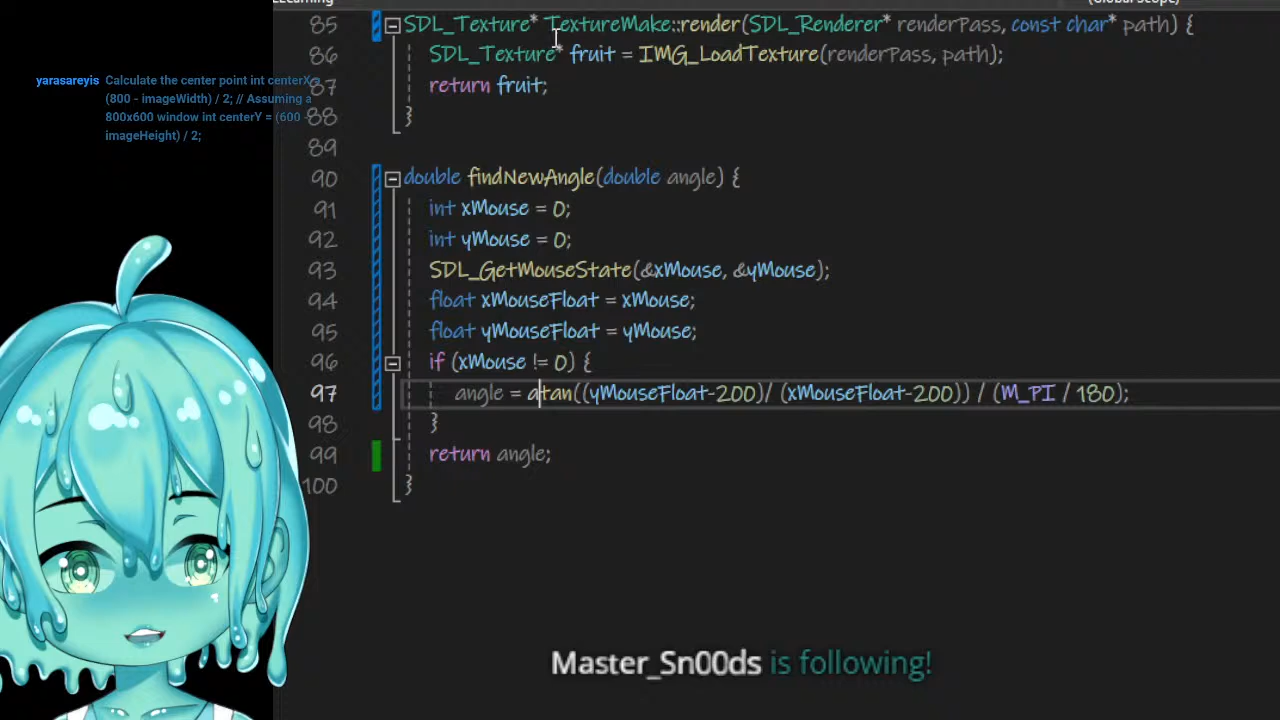 85 SDL_Texture* TextureMake::render(SDL_Renderer* renderPass, const char* path) {
86 SDL_Texture* fruit = IMG_LoadTexture(renderPass, path);
87 return fruit;
88 }
89
90 double findNewAngle(double angle) {
91 int xMouse = 0;
92 int yMouse = 0;
93 SDL_GetMouseState(&xMouse, &yMouse);
94 float xMouseFloat = xMouse;
95 float yMouseFloat = yMouse;
96 if (xMouse != 0) {
97 angle = atan((yMouseFloat-200)/ (xMouseFloat-200)) / (M_PI / 180);
98 }
99 return angle;
100 }
yarasareyis Calculate the center point int centerX
(800 - imageWidth) / 2; // Assuming a
800x600 window int centerY = (600 -
imageHeight) / 2;
Master_Sn00ds is following!